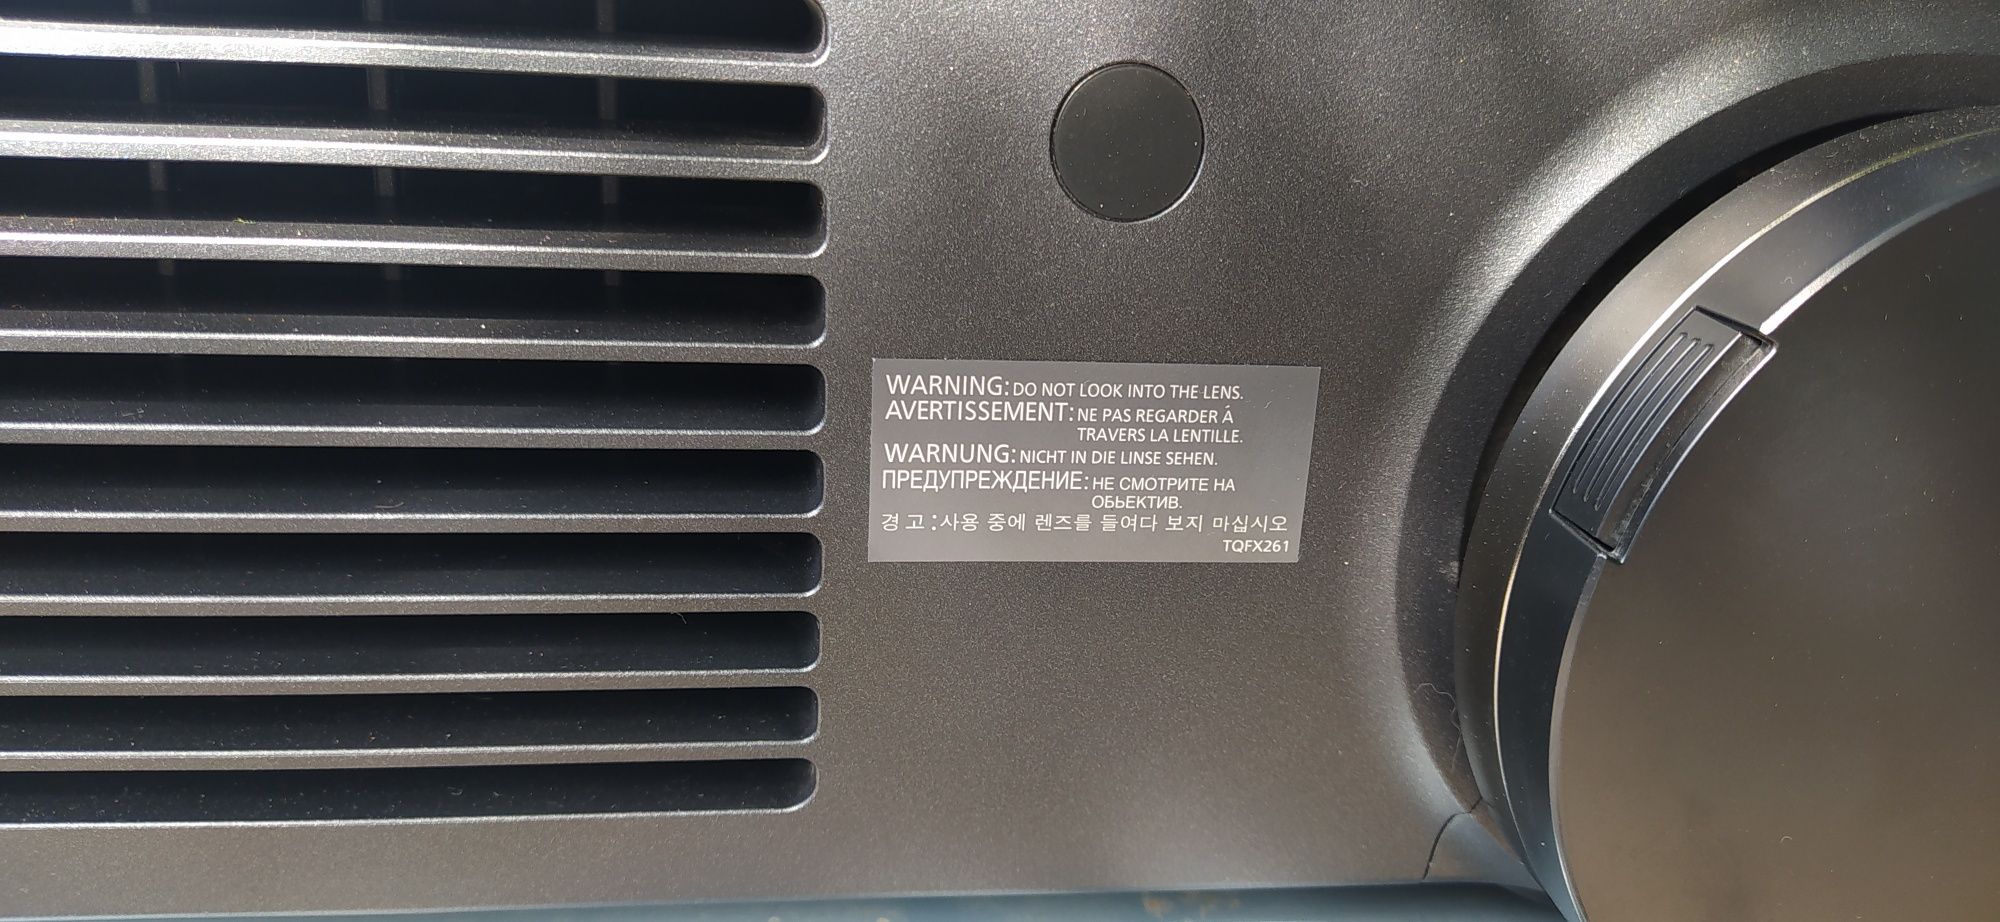 WARNING: DO NOT LOOK INTO THE LENS.
AVERTISSEMENT: NE PAS REGARDER À
TRAVERS LA LENTILLE.
WARNUNG: NICHT IN DIE LINSE SEHEN.
ПРЕДУПРЕЖДЕНИЕ: НЕ СМОТРИТЕ НА
ОБЬЕКТИВ.
경 고 : 사용 중에 렌즈를 들여다 보지 마십시오
TQFX261